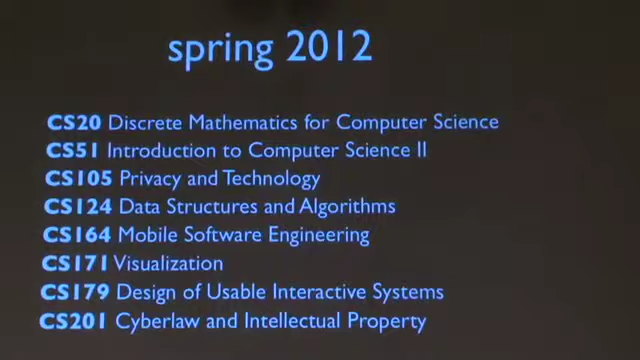 spring 2012
CS20 Discrete Mathematics for Computer Science
CS51 Introduction to Computer Science II
CS105 Privacy and Technology
CS124 Data Structures and Algorithms
CS164 Mobile Software Engineering
CS171 Visualization
CS179 Design of Usable Interactive Systems
CS201 Cyberlaw and Intellectual Property